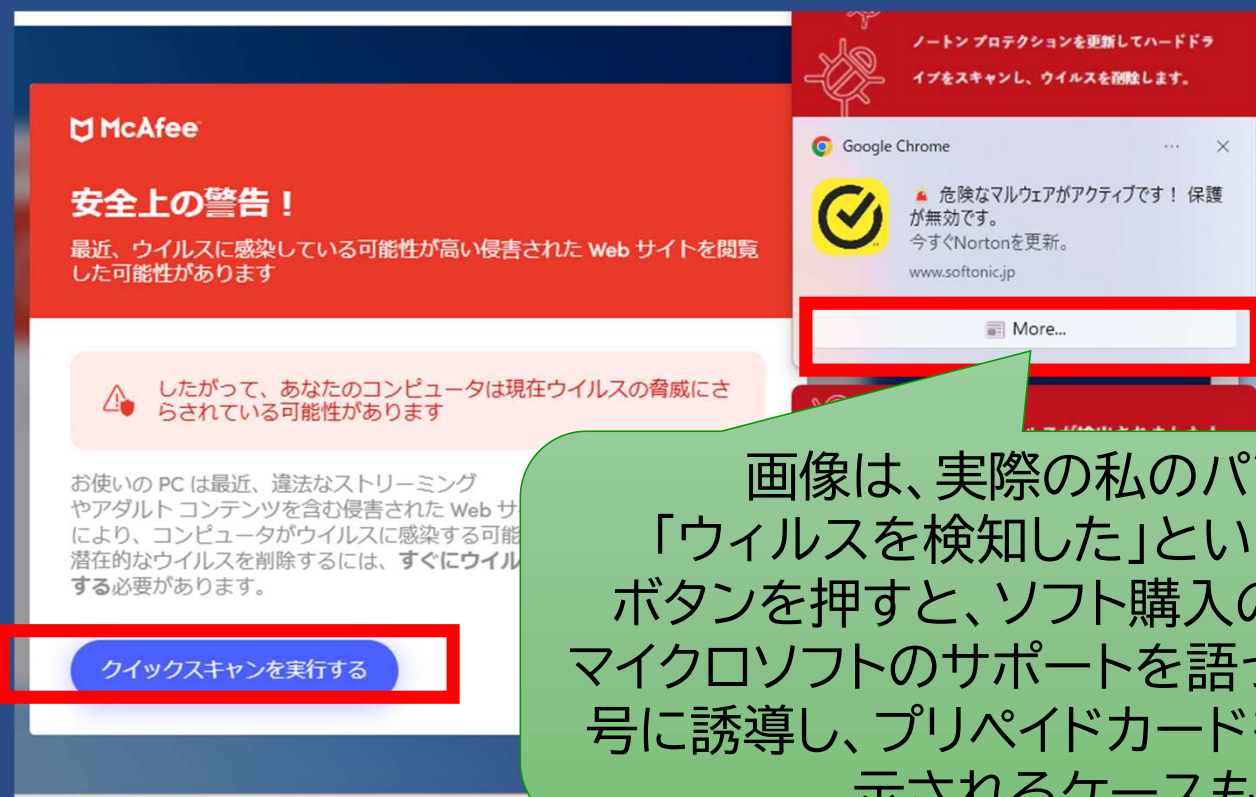 McAfee
安全上の警告！
最近、ウイルスに感染している可能性が高い侵害された Web サイトを閲覧
した可能性があります
したがって、あなたのコンピュータは現在ウイルスの脅威にさ
らされている可能性があります
お使いの PC は最近、違法なストリーミング
やアダルト コンテンツを含む侵害された Web サ
により、コンピュータがウイルスに感染する可能
潜在的なウイルスを削除するには、すぐにウイル
する必要があります。
クイックスキャンを実行する
ノートン プロテクションを更新してハードドラ
イブをスキャンし、ウイルスを削除します。
Google Chrome
危険なマルウェアがアクティブです！ 保護
が無効です。
今すぐNortonを更新。
www.softonic.jp
More...
画像は、実際の私のパ
「ウィルスを検知した」とい
ボタンを押すと、ソフト購入の
マイクロソフトのサポートを語っ
号に誘導し、プリペイドカードを
示されるケースも